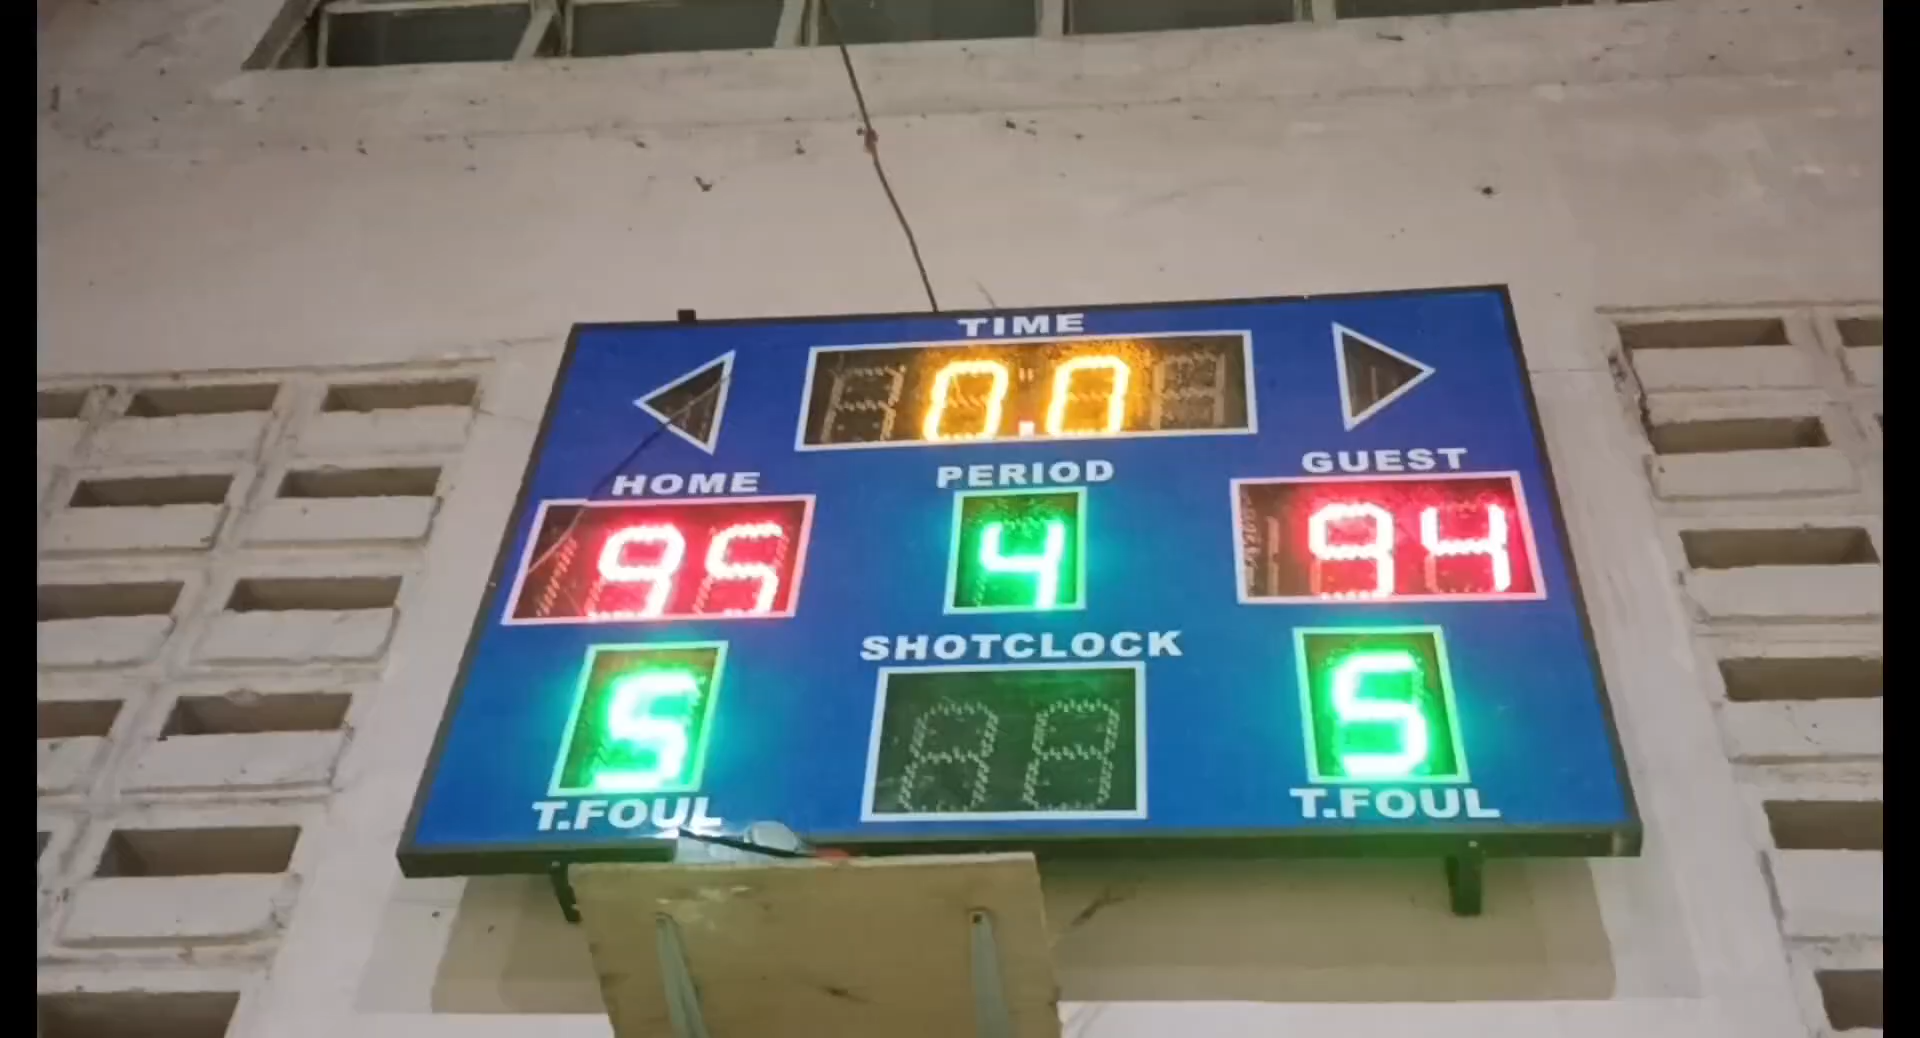 TIME
0.0
HOME PERIOD GUEST
95 4 94
SHOTCLOCK
5 5
T.FOUL T.FOUL